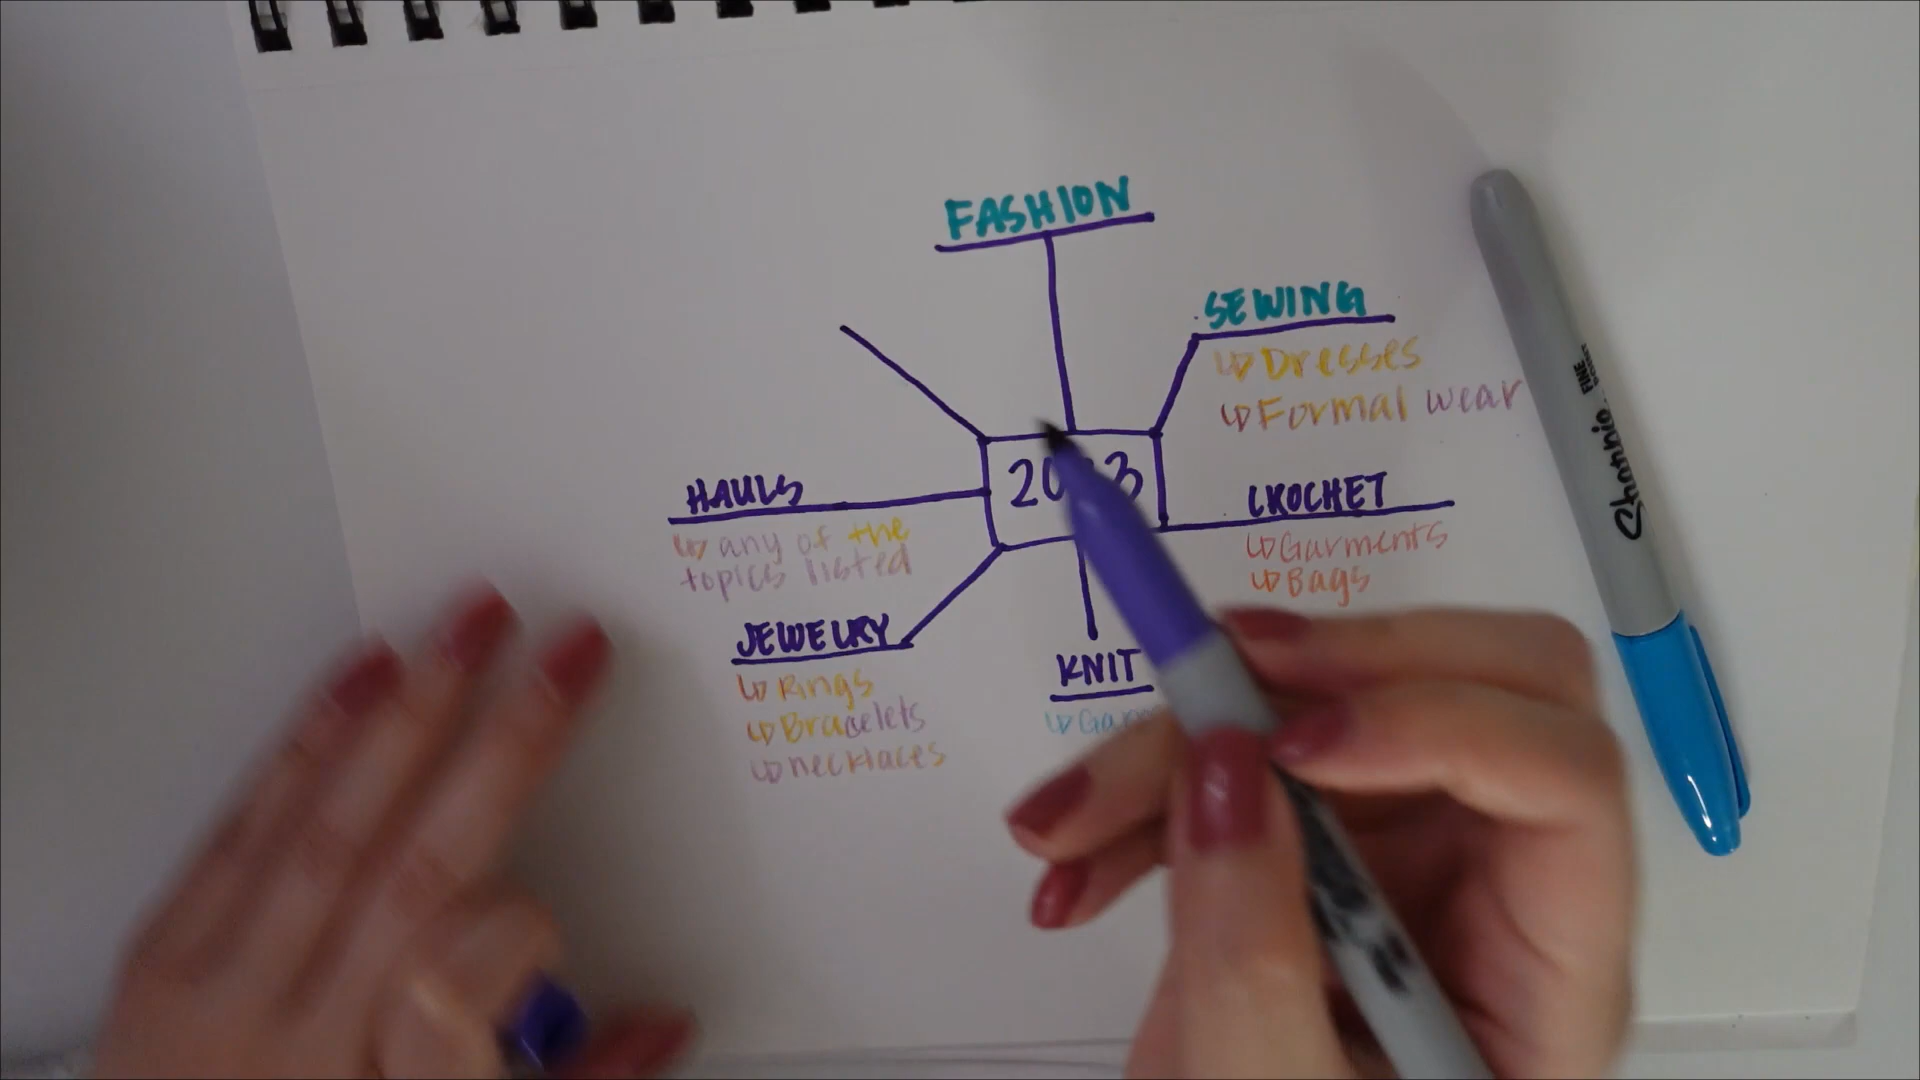 FASHION
SEWING
↳Dresses
↳Formal wear
HAULS
↳any of the
topics listed
CROCHET
↳Garments
↳Bags
JEWELRY
↳Rings
↳Bracelets
↳necklaces
KNIT
Sharpie
FINE